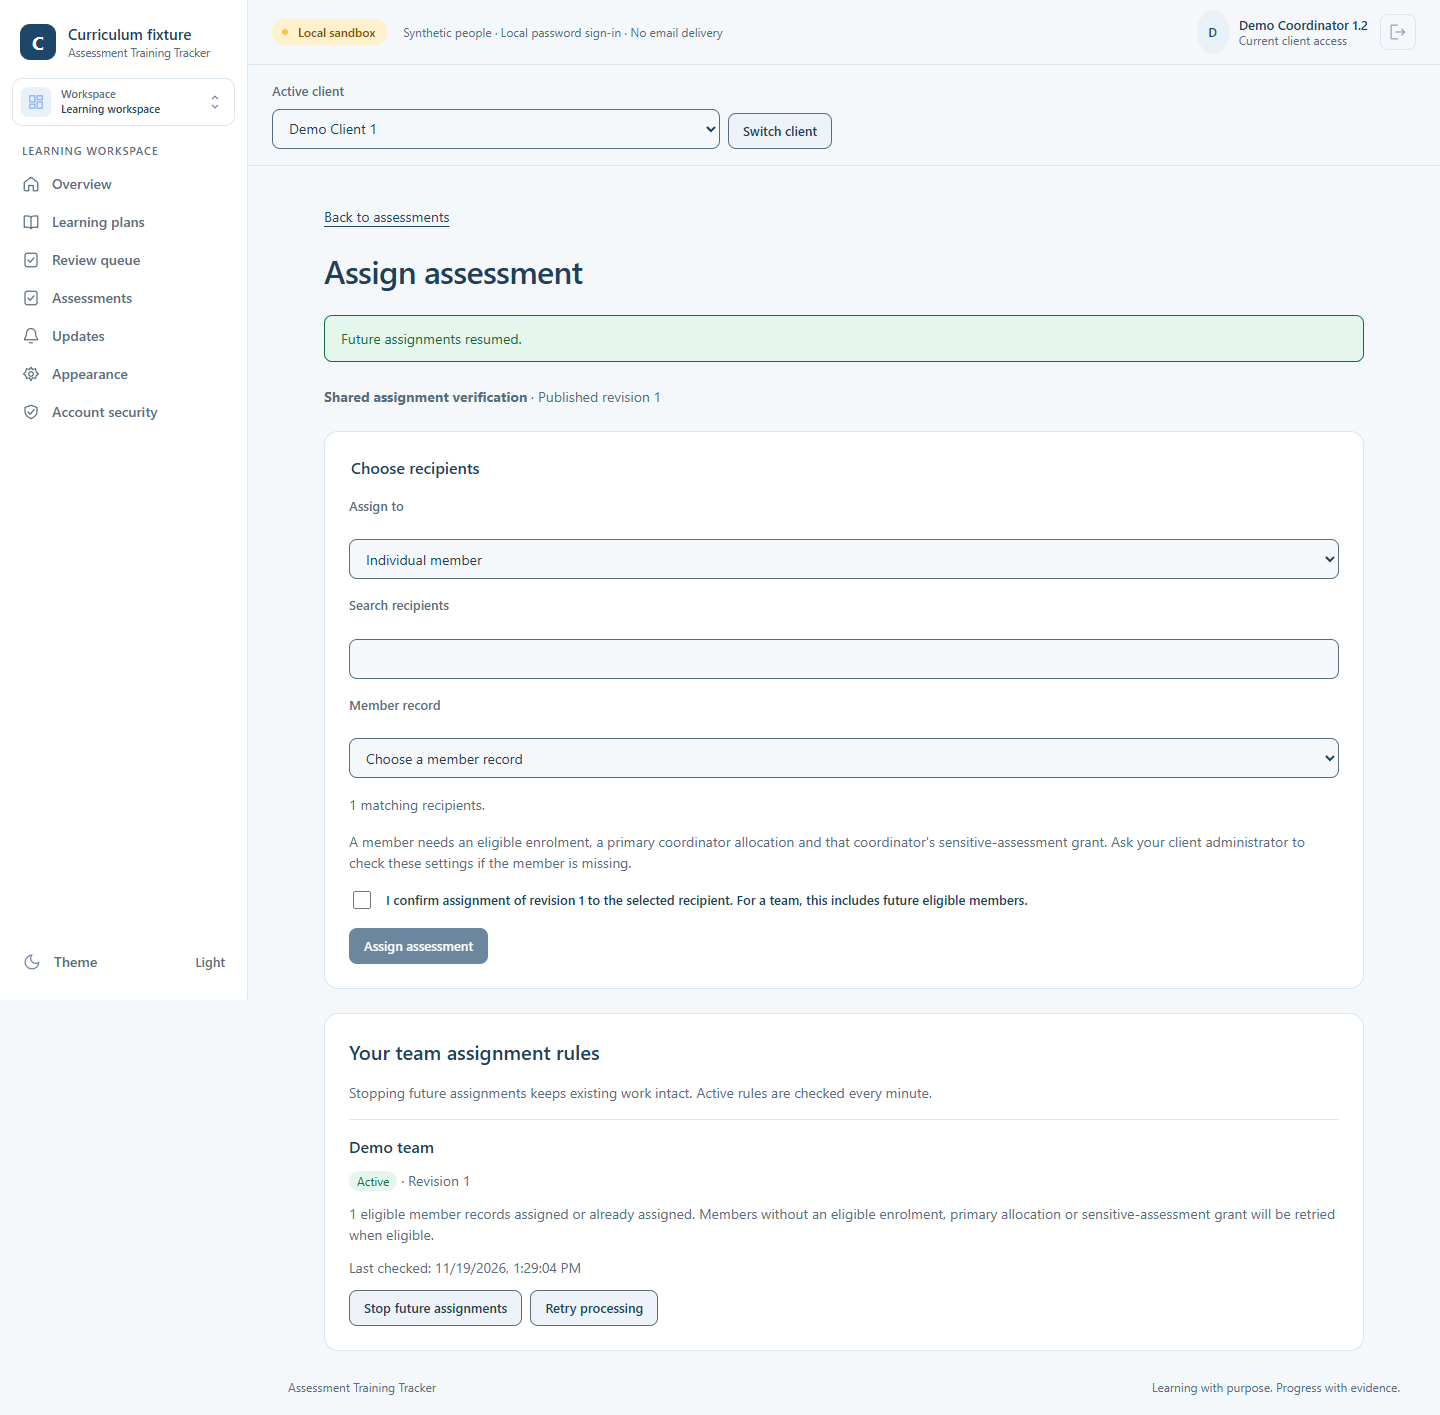 C
Curriculum fixture
Assessment Training Tracker
Workspace
Learning workspace
LEARNING WORKSPACE
Overview
Learning plans
Review queue
Assessments
Updates
Appearance
Account security
Theme
Light
Local sandbox
Synthetic people · Local password sign-in · No email delivery
D
Demo Coordinator 1.2
Current client access
Active client
Demo Client 1
Switch client
Back to assessments
Assign assessment
Future assignments resumed.
Shared assignment verification · Published revision 1
Choose recipients
Assign to
Individual member
Search recipients
Member record
Choose a member record
1 matching recipients.
A member needs an eligible enrolment, a primary coordinator allocation and that coordinator's sensitive-assessment grant. Ask your client administrator to
check these settings if the member is missing.
I confirm assignment of revision 1 to the selected recipient. For a team, this includes future eligible members.
Assign assessment
Your team assignment rules
Stopping future assignments keeps existing work intact. Active rules are checked every minute.
Demo team
Active · Revision 1
1 eligible member records assigned or already assigned. Members without an eligible enrolment, primary allocation or sensitive-assessment grant will be retried
when eligible.
Last checked: 11/19/2026, 1:29:04 PM
Stop future assignments
Retry processing
Assessment Training Tracker
Learning with purpose. Progress with evidence.